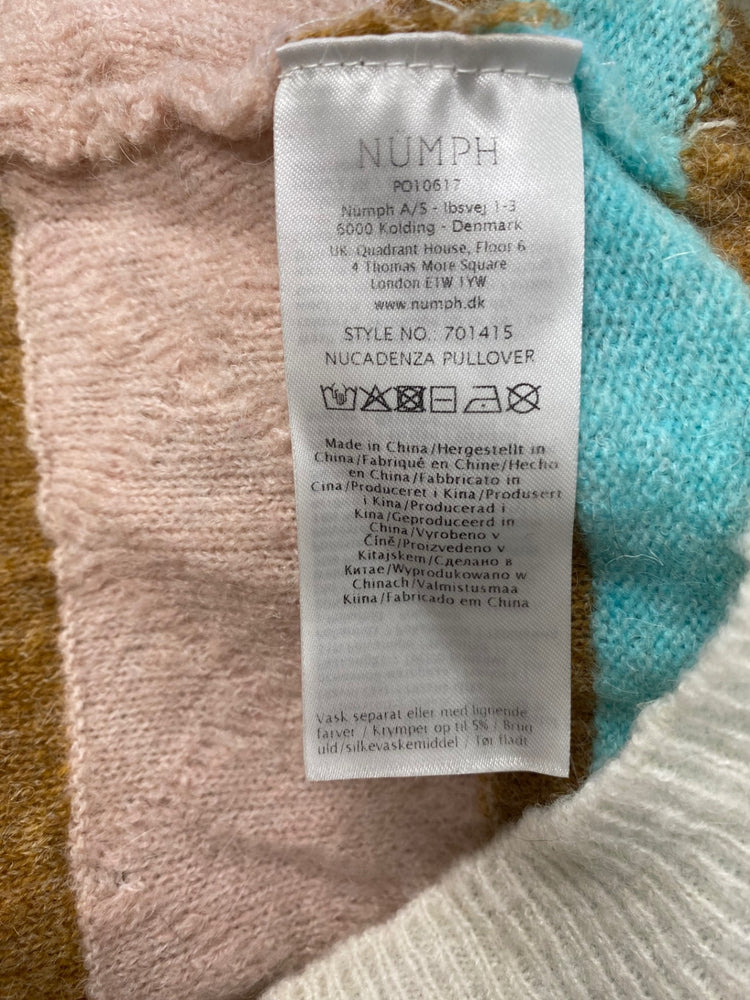 NÜMPH
PO10617
Numph A/S - Ibsvej 1-3
6000 Kolding - Denmark
UK. Quadrant House, Floor 6
4 Thomas More Square
London E1W 1YW
www.numph.dk
STYLE NO.: 701415
NUCADENZA PULLOVER
Made in China/Hergestellt in
China/Fabriqué en Chine/Hecho
en China/Fabbricato in
Cina/Produceret i Kina/Produsert
i Kina/Producerad i
Kina/Geproduceerd in
China/Vyrobeno v
Číně/Proizvedeno v
Kitajskem/Сделано в
Китае/Wyprodukowano w
Chinach/Valmistusmaa
Kiina/Fabricado em China
Vask separat eller med lignende
farver / Krymper op til 5% / Brug
uld/silkevaskemiddel / Tør fladt